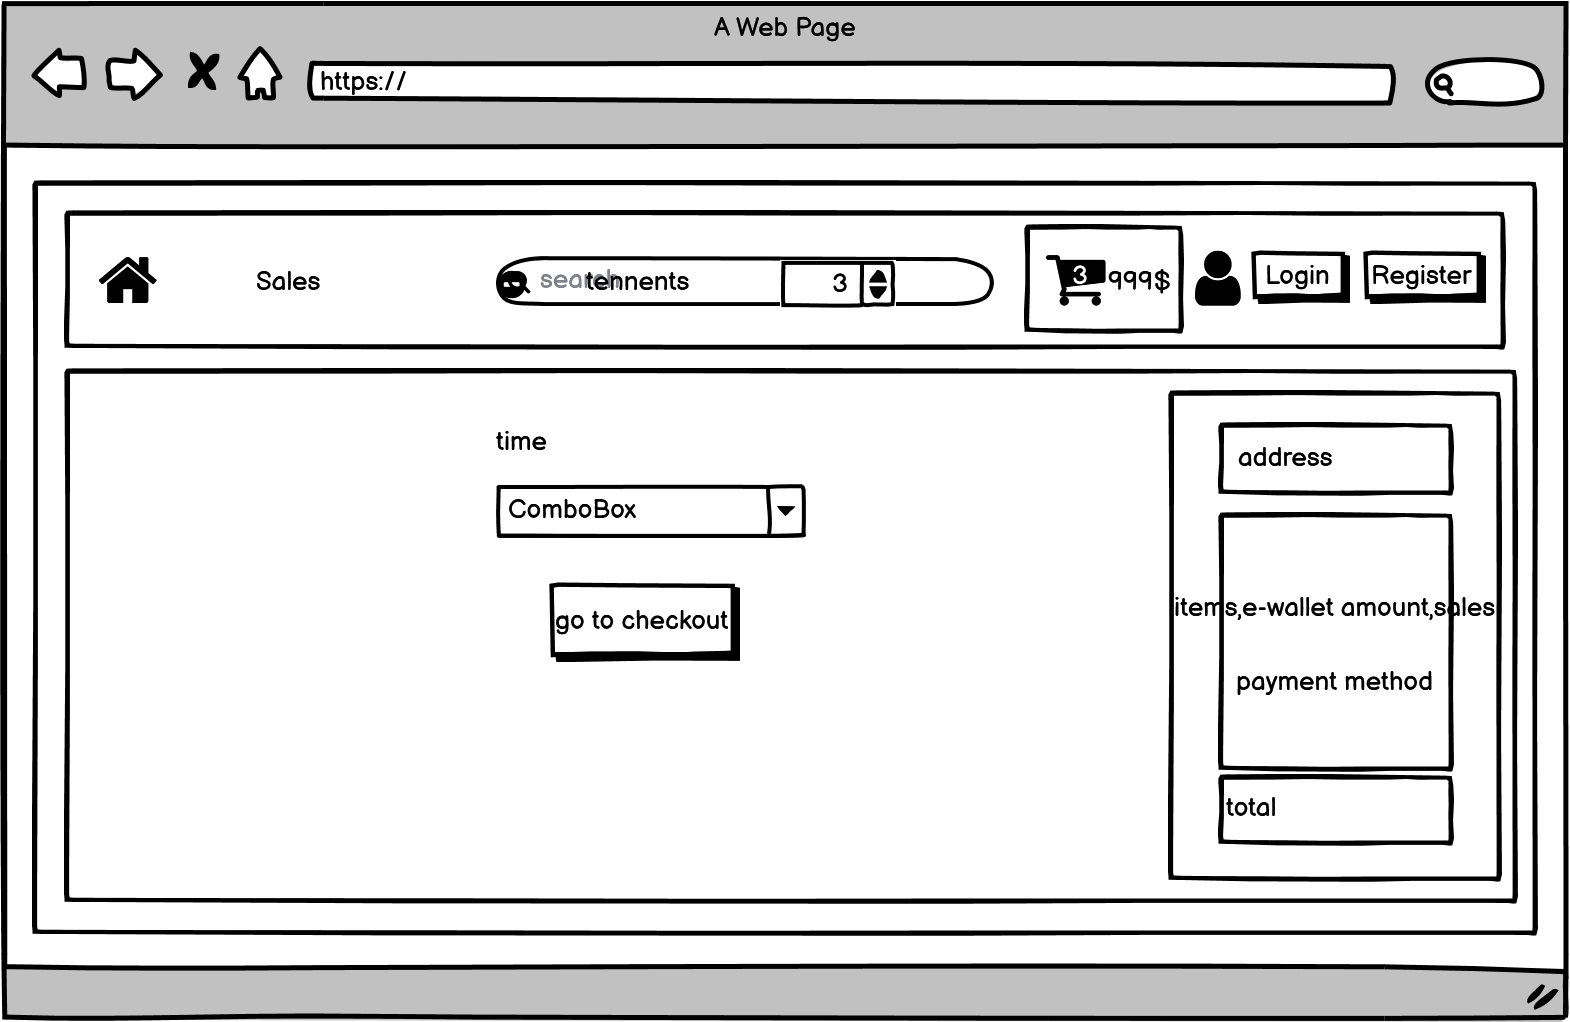 A Web Page
https://
Sales
search
tennents
3
3
999$
Login
Register
time
ComboBox
go to checkout
address
items,e-wallet amount,sales
payment method
total